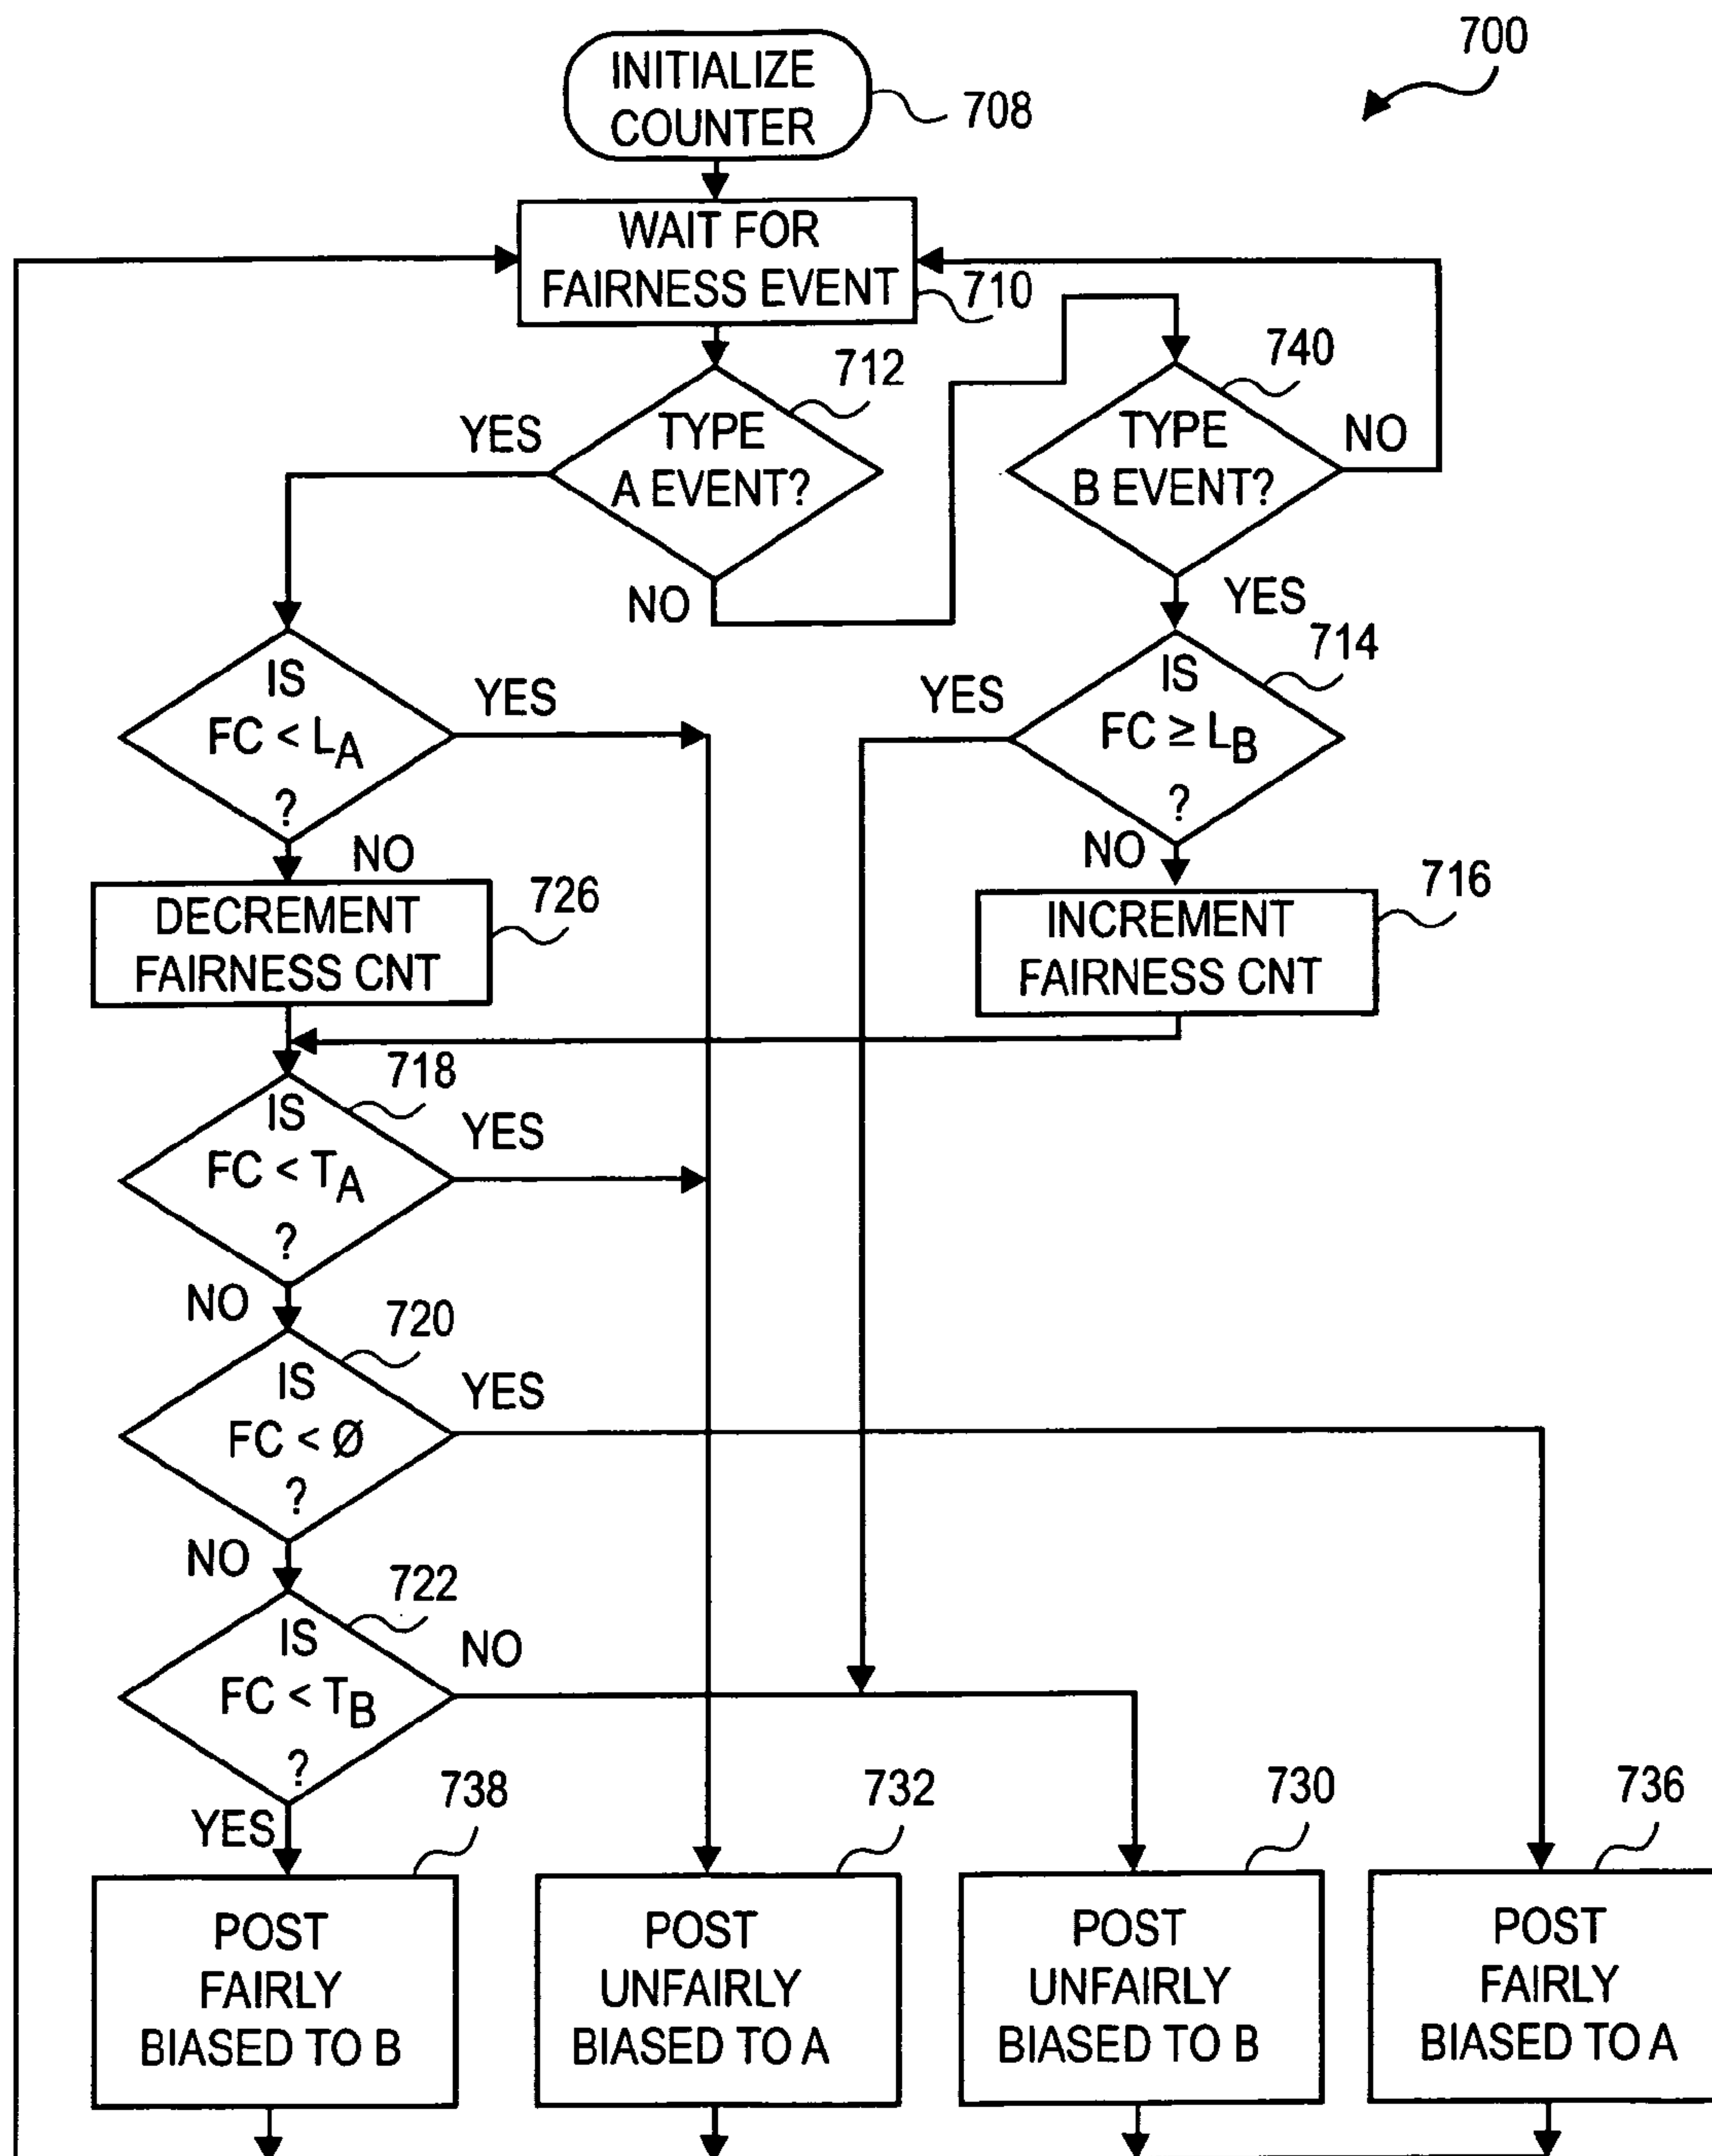 700
INITIALIZE
COUNTER
708
WAIT FOR
FAIRNESS EVENT
710
712
740
YES
TYPE
A EVENT?
TYPE
B EVENT?
NO
NO
YES
714
IS
FC < LA
?
YES
YES
IS
FC ≥ LB
?
NO
NO
DECREMENT
FAIRNESS CNT
726
INCREMENT
FAIRNESS CNT
716
718
IS
FC < TA
?
YES
NO
720
IS
FC < Ø
?
YES
NO
722
IS
FC < TB
?
NO
YES
738
732
730
736
POST
FAIRLY
BIASED TO B
POST
UNFAIRLY
BIASED TO A
POST
UNFAIRLY
BIASED TO B
POST
FAIRLY
BIASED TO A